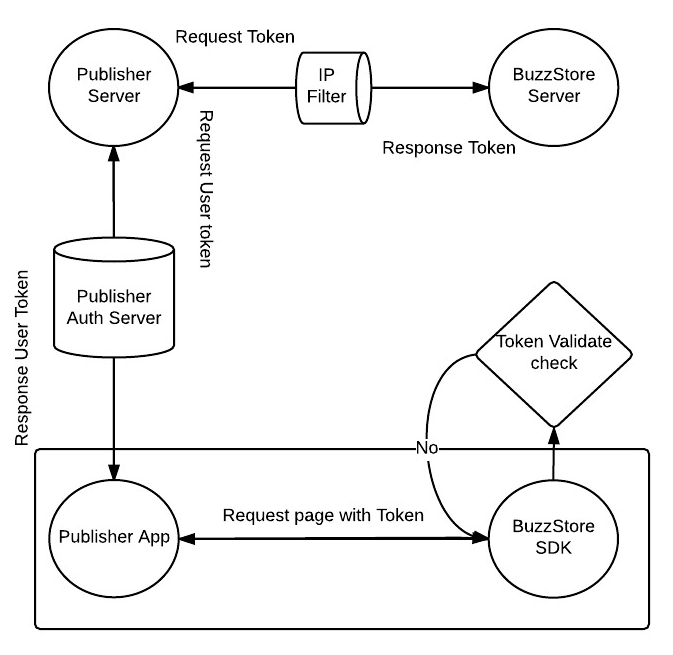 Request Token
Publisher
Server
IP
Filter
BuzzStore
Server
Response Token
Request User token
Publisher
Auth Server
Response User Token
Token Validate
check
No
Request page with Token
Publisher App
BuzzStore
SDK